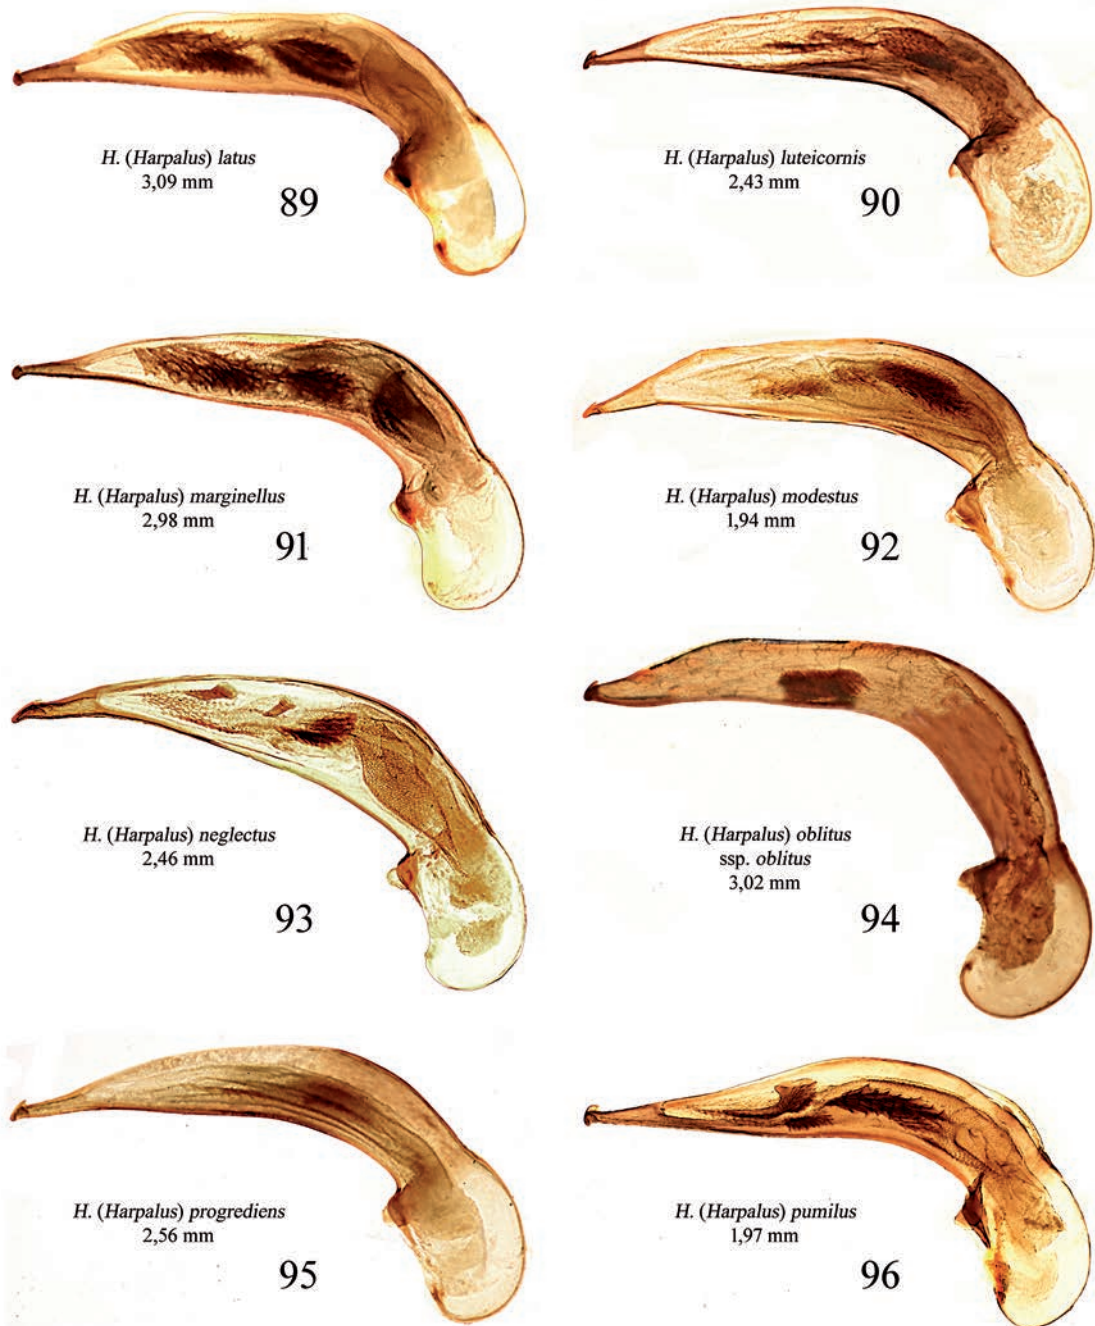 H. (Harpalus) latus
3,09 mm
89
H. (Harpalus) luteicornis
2,43 mm
90
H. (Harpalus) marginellus
2,98 mm
91
H. (Harpalus) modestus
1,94 mm
92
H. (Harpalus) neglectus
2,46 mm
93
H. (Harpalus) oblitus
ssp. oblitus
3,02 mm
94
H. (Harpalus) progrediens
2,56 mm
95
H. (Harpalus) pumilus
1,97 mm
96